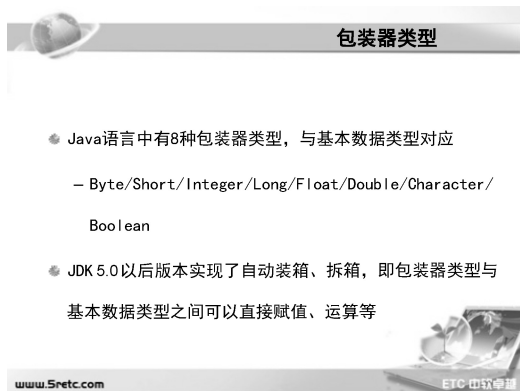 包装器类型
Java语言中有8种包装器类型，与基本数据类型对应
– Byte/Short/Integer/Long/Float/Double/Character/
Boolean
JDK 5.0以后版本实现了自动装箱、拆箱，即包装器类型与
基本数据类型之间可以直接赋值、运算等
www.5retc.com
ETC 中软卓越